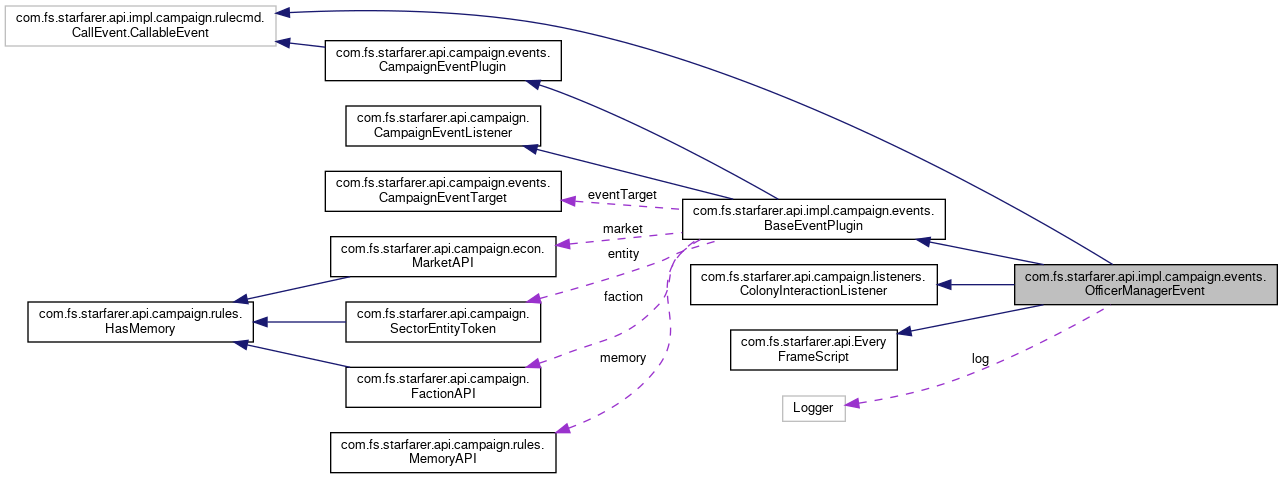 com.fs.starfarer.api.impl.campaign.rulecmd.
CallEvent.CallableEvent
com.fs.starfarer.api.campaign.events.
CampaignEventPlugin
com.fs.starfarer.api.campaign.
CampaignEventListener
com.fs.starfarer.api.campaign.events.
CampaignEventTarget
eventTarget
com.fs.starfarer.api.impl.campaign.events.
BaseEventPlugin
market
com.fs.starfarer.api.campaign.econ.
MarketAPI
entity
com.fs.starfarer.api.campaign.listeners.
ColonyInteractionListener
com.fs.starfarer.api.impl.campaign.events.
OfficerManagerEvent
com.fs.starfarer.api.campaign.rules.
HasMemory
com.fs.starfarer.api.campaign.
SectorEntityToken
faction
com.fs.starfarer.api.Every
FrameScript
memory
log
com.fs.starfarer.api.campaign.
FactionAPI
Logger
com.fs.starfarer.api.campaign.rules.
MemoryAPI